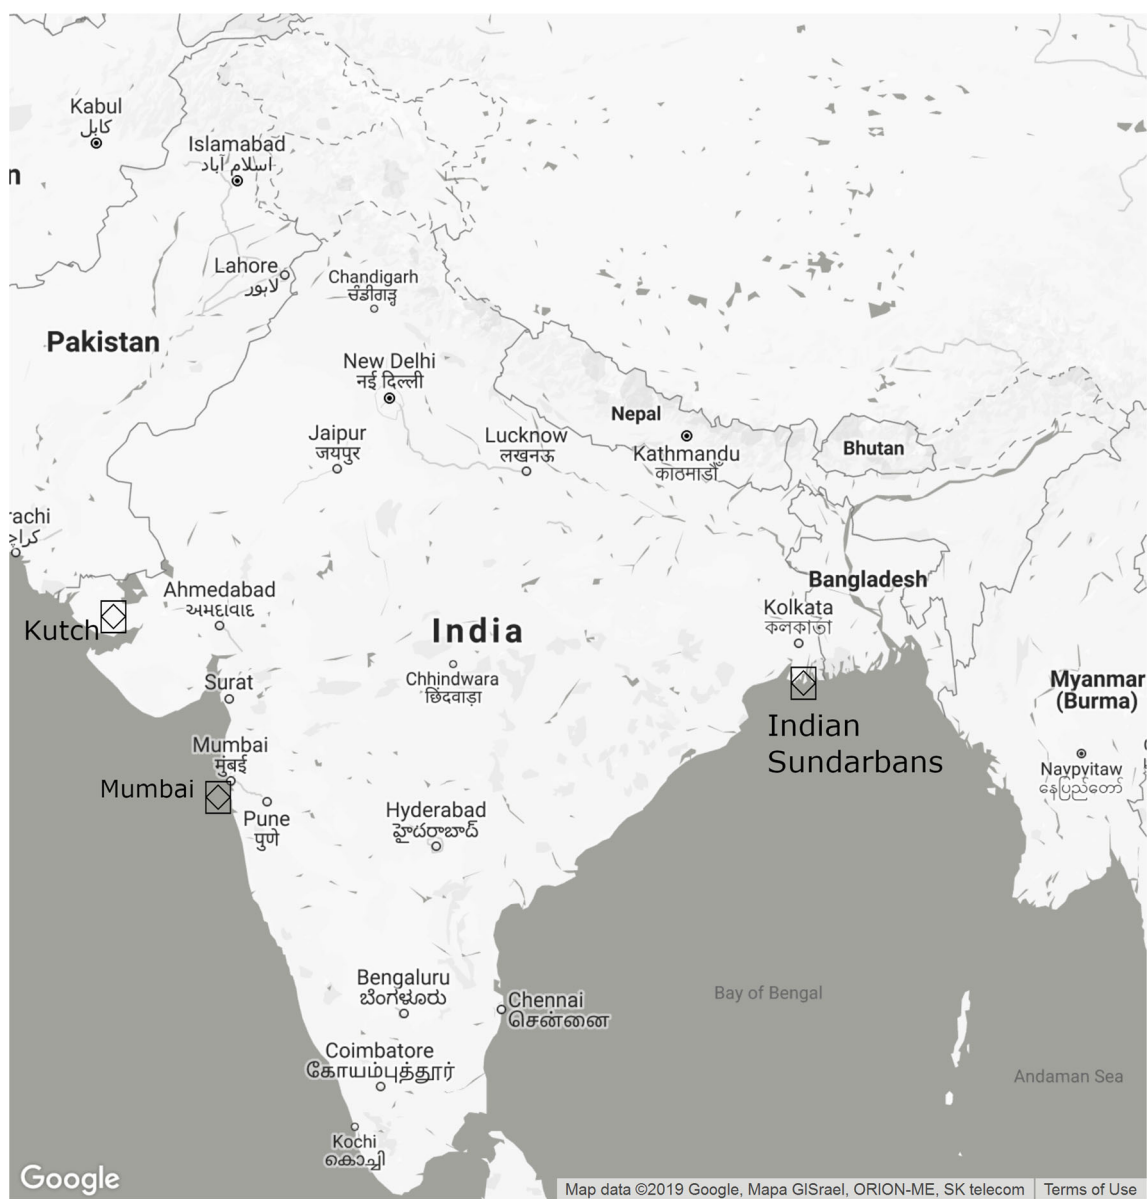 Kabul
کابل
Islamabad
اسلام آباد
n
Lahore
لاہور
Chandigarh
ਚੰਡੀਗੜ੍ਹ
Pakistan
New Delhi
नई दिल्ली
Nepal
Jaipur
जयपुर
Lucknow
लखनऊ
Kathmandu
काठमाडौँ
Bhutan
rachi
كراچ
Ahmedabad
અમદાવાદ
Bangladesh
Kolkata
কলকাতা
Kutch
India
Chhindwara
छिंदवाड़ा
Surat
Myanmar
(Burma)
Indian
Sundarbans
Mumbai
मुंबई
Naypyitaw
နေပြည်တော်
Mumbai
Pune
पुणे
Hyderabad
హైదరాబాద్
Bengaluru
ಬೆಂಗಳೂರು
Chennai
சென்னை
Bay of Bengal
Coimbatore
கோயம்புத்தூர்
Andaman Sea
Kochi
കൊച്ചി
Google
Map data ©2019 Google, Mapa GISrael, ORION-ME, SK telecom
Terms of Use